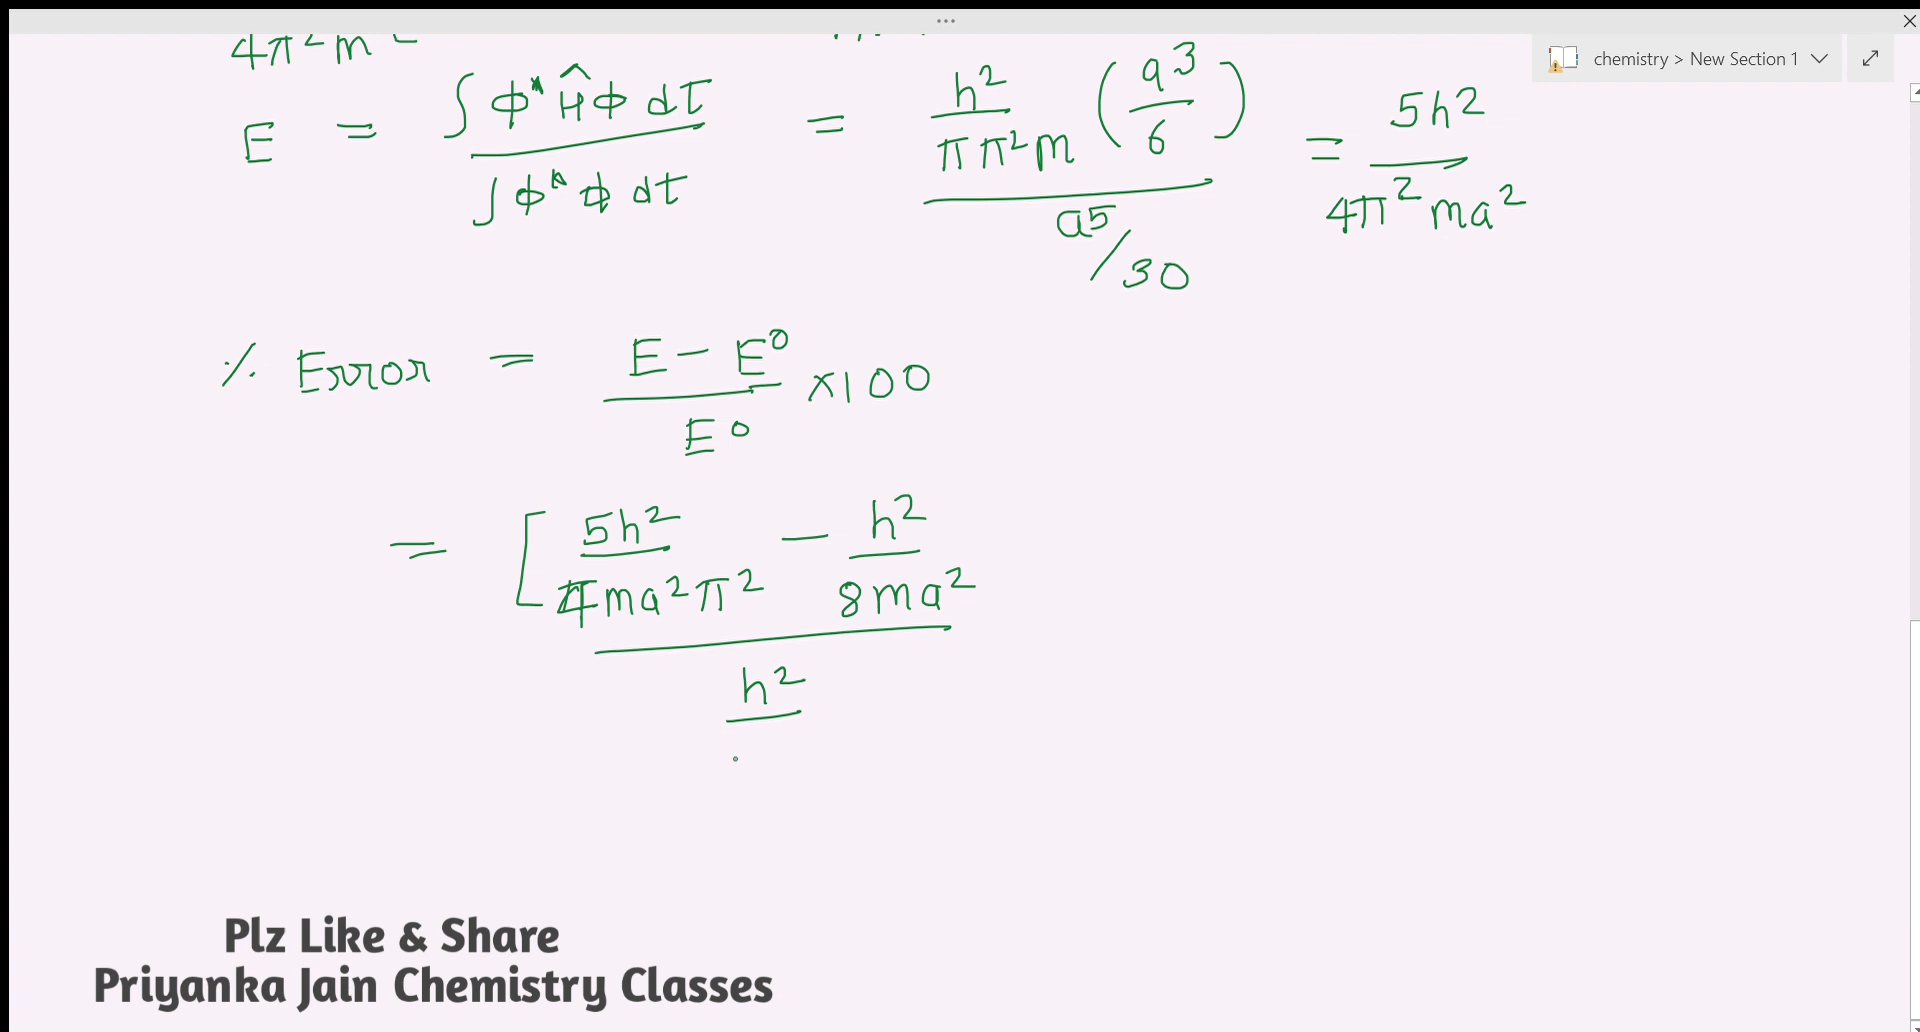 chemistry > New Section 1
4π²m
E = ∫ϕ*Ĥϕ dτ / ∫ϕ*ϕ dτ = h²/ππ²m (a³/6) / a⁵/30 = 5h²/4π²ma²
% Error = E – E⁰ / E⁰ ×100
= [ 5h²/4ma²π² – h²/8ma² / h²
Plz Like & Share
Priyanka Jain Chemistry Classes